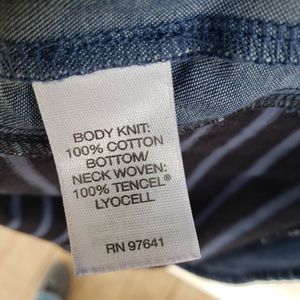 BODY KNIT:
100% COTTON
BOTTOM/
NECK WOVEN:
100% TENCEL®
LYOCELL
RN 97641